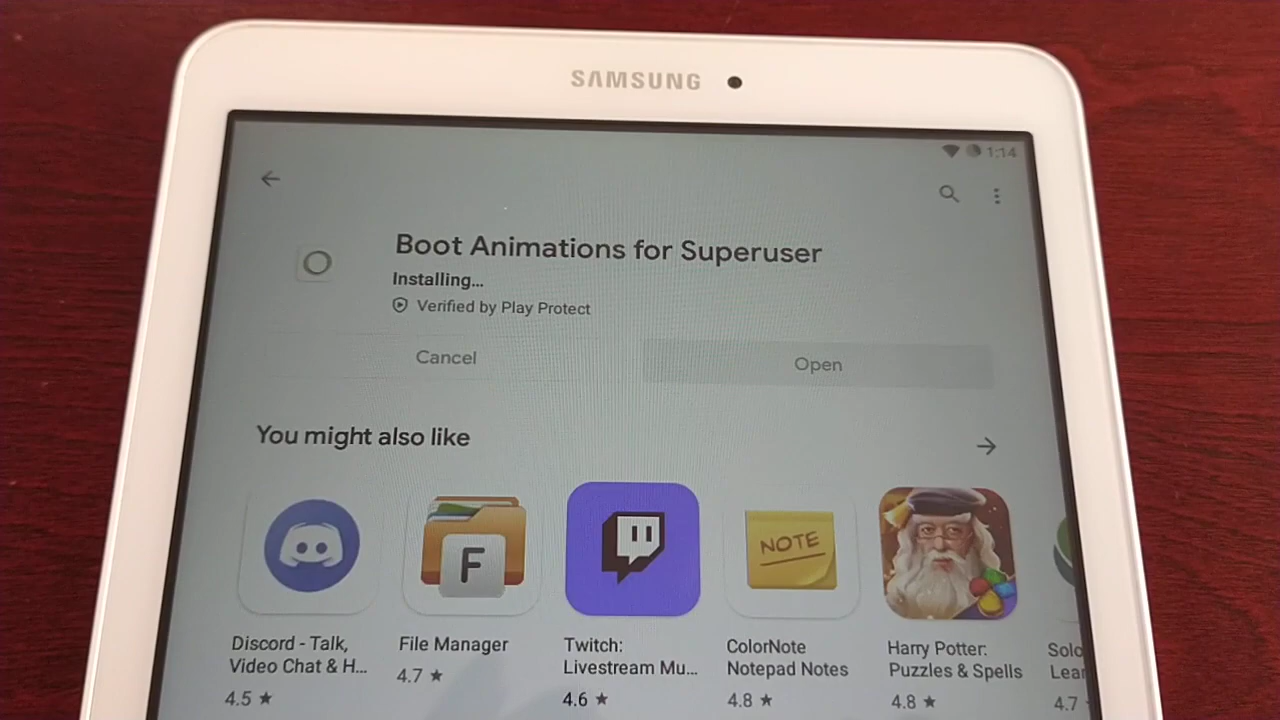 SAMSUNG
1:14
Boot Animations for Superuser
Installing...
Verified by Play Protect
Cancel
Open
You might also like
F
NOTE
Discord - Talk,
Video Chat & H...
4.5 ★
File Manager
4.7 ★
Twitch:
Livestream Mu...
4.6 ★
ColorNote
Notepad Notes
4.8 ★
Harry Potter:
Puzzles & Spells
4.8 ★
Solo
Lear
4.7